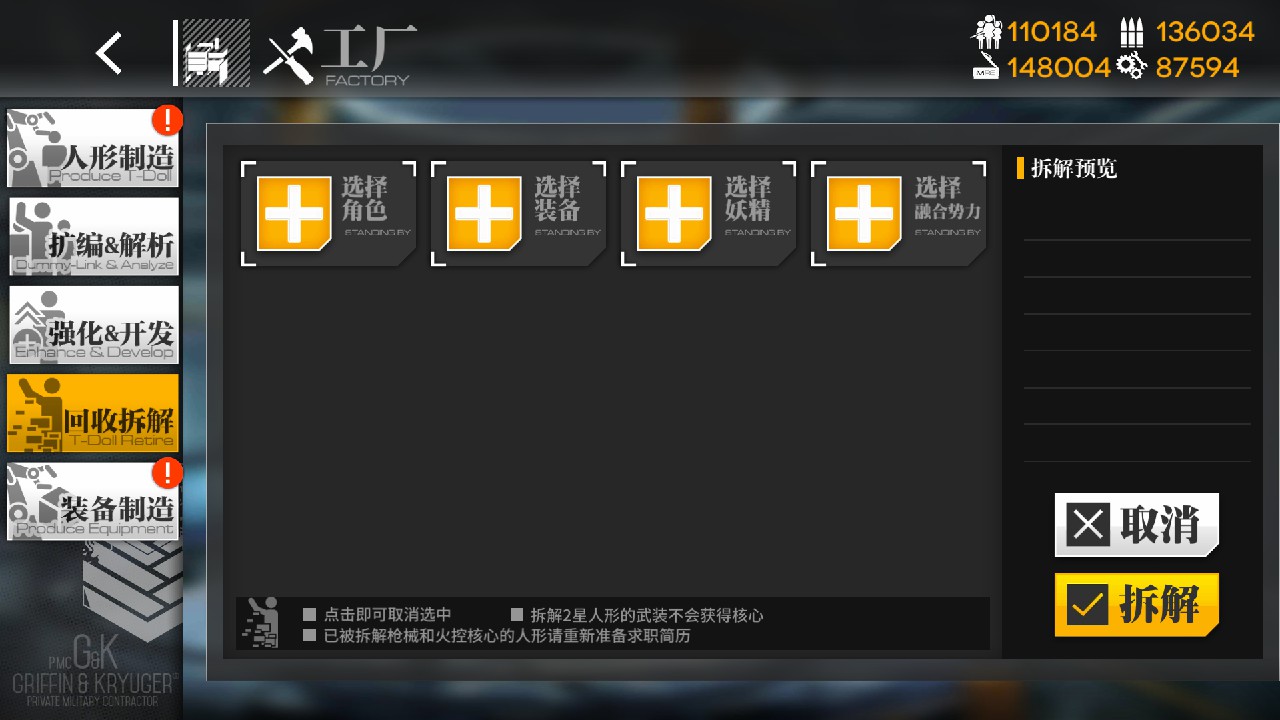 工厂
FACTORY
110184
136034
MRE
148004
87594
人形制造
Produce T-Doll
扩编&解析
Dummy-Link & Analyze
强化&开发
Enhance & Develop
回收拆解
T-Doll Retire
装备制造
Produce Equipment
选择
角色
STANDING BY
选择
装备
STANDING BY
选择
妖精
STANDING BY
选择
融合势力
STANDING BY
拆解预览
取消
拆解
点击即可取消选中
拆解2星人形的武装不会获得核心
已被拆解枪械和火控核心的人形请重新准备求职简历
G&K
PMC
GRIFFIN & KRYUGER
PRIVATE MILITARY CONTRACTOR